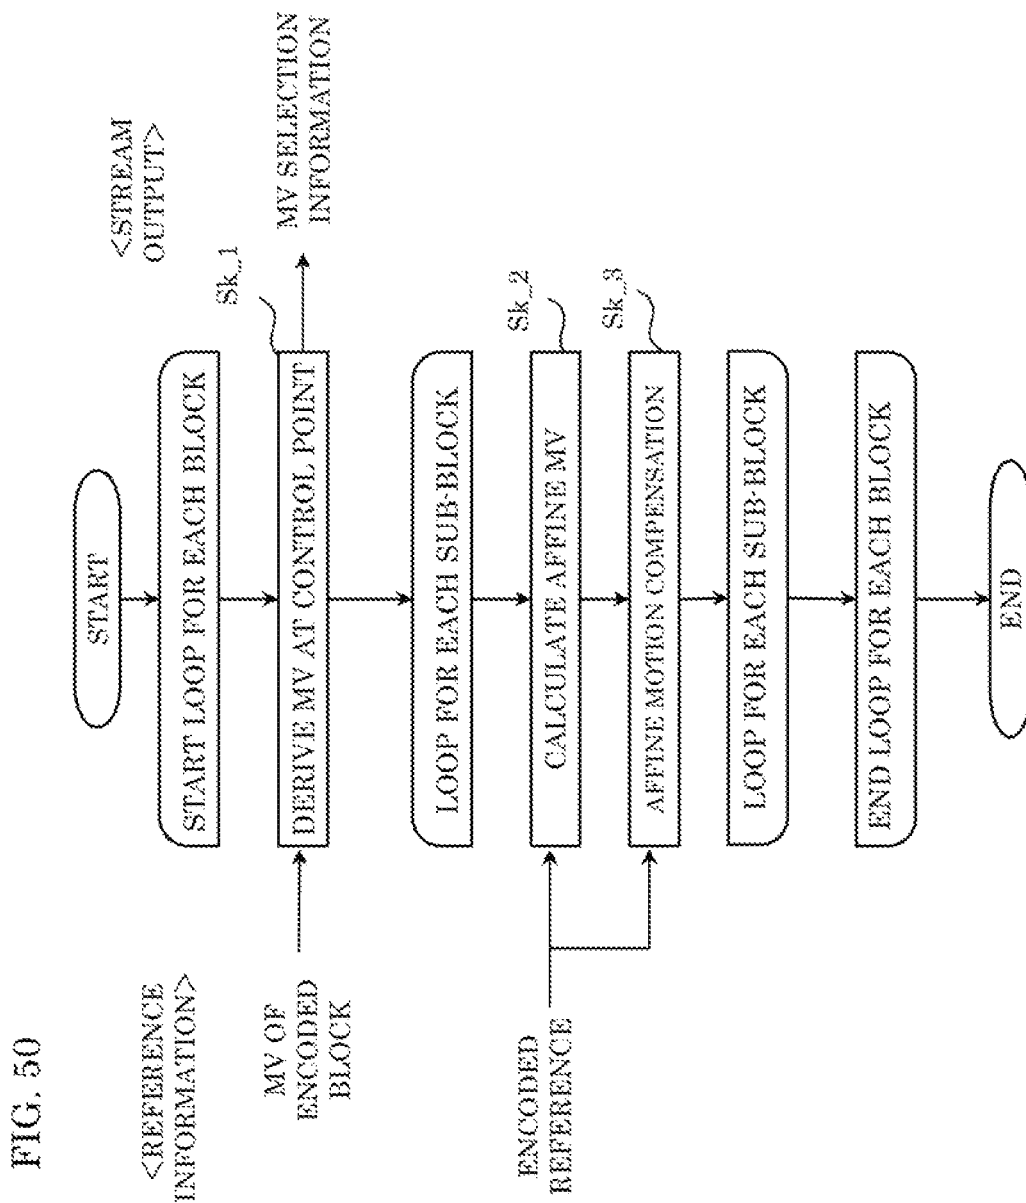 FIG. 50
<REFERENCE
INFORMATION>
<STREAM
OUTPUT>
START
START LOOP FOR EACH BLOCK
Sk_1
MV OF
ENCODED
BLOCK
DERIVE MV AT CONTROL POINT
MV SELECTION
INFORMATION
LOOP FOR EACH SUB-BLOCK
Sk_2
ENCODED
REFERENCE
CALCULATE AFFINE MV
Sk_3
AFFINE MOTION COMPENSATION
LOOP FOR EACH SUB-BLOCK
END LOOP FOR EACH BLOCK
END